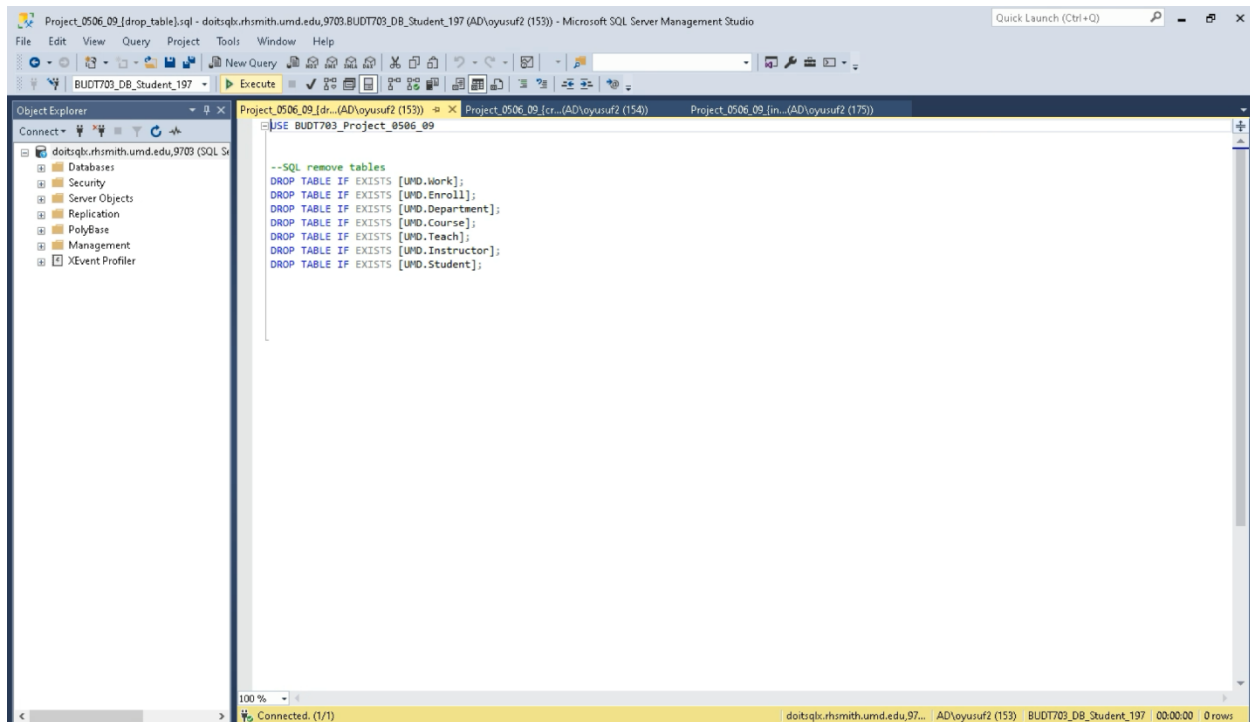 Project_0506_09_[drop_table].sql - doitsqlx.rhsmith.umd.edu,9703.BUDT703_DB_Student_197 (AD\oyusuf2 (153)) - Microsoft SQL Server Management Studio
Quick Launch (Ctrl+Q)
File Edit View Query Project Tools Window Help
New Query
BUDT703_DB_Student_197 Execute
Object Explorer
Project_0506_09_[dr...(AD\oyusuf2 (153)) Project_0506_09_[cr...(AD\oyusuf2 (154)) Project_0506_09_[in...(AD\oyusuf2 (175))
Connect
doitsqlx.rhsmith.umd.edu,9703 (SQL Se
Databases
Security
Server Objects
Replication
PolyBase
Management
XEvent Profiler
USE BUDT703_Project_0506_09
--SQL remove tables
DROP TABLE IF EXISTS [UMD.Work];
DROP TABLE IF EXISTS [UMD.Enroll];
DROP TABLE IF EXISTS [UMD.Department];
DROP TABLE IF EXISTS [UMD.Course];
DROP TABLE IF EXISTS [UMD.Teach];
DROP TABLE IF EXISTS [UMD.Instructor];
DROP TABLE IF EXISTS [UMD.Student];
100 %
Connected. (1/1) doitsqlx.rhsmith.umd.edu,97... AD\oyusuf2 (153) BUDT703_DB_Student_197 00:00:00 0 rows